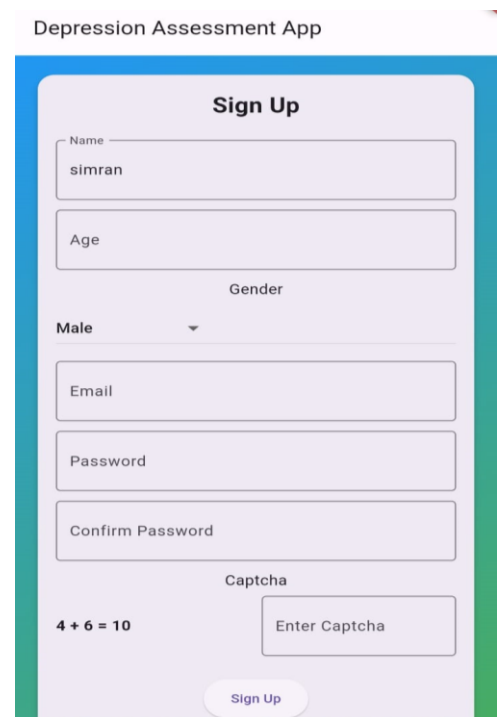 Depression Assessment App
Sign Up
Name
simran
Age
Gender
Male
Email
Password
Confirm Password
Captcha
4 + 6 = 10
Enter Captcha
Sign Up